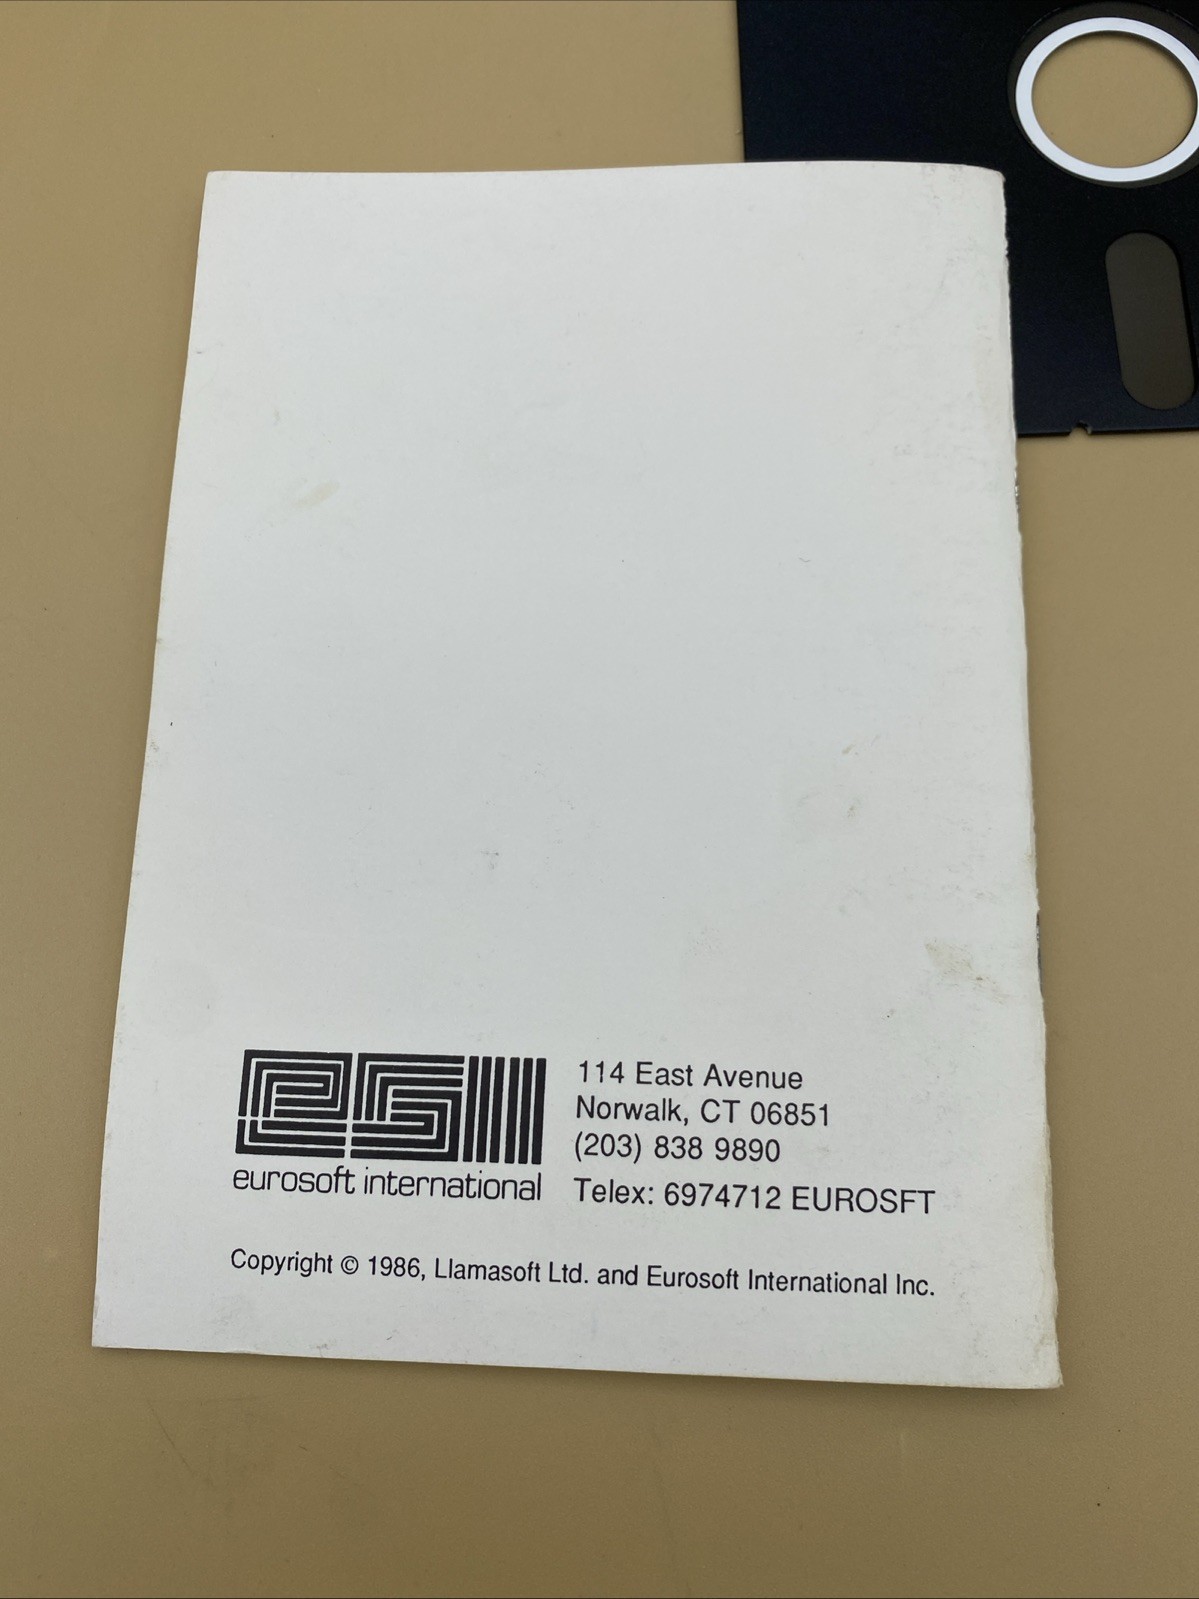 esi
eurosoft international
114 East Avenue
Norwalk, CT 06851
(203) 838 9890
Telex: 6974712 EUROSFT
Copyright © 1986, Llamasoft Ltd. and Eurosoft International Inc.